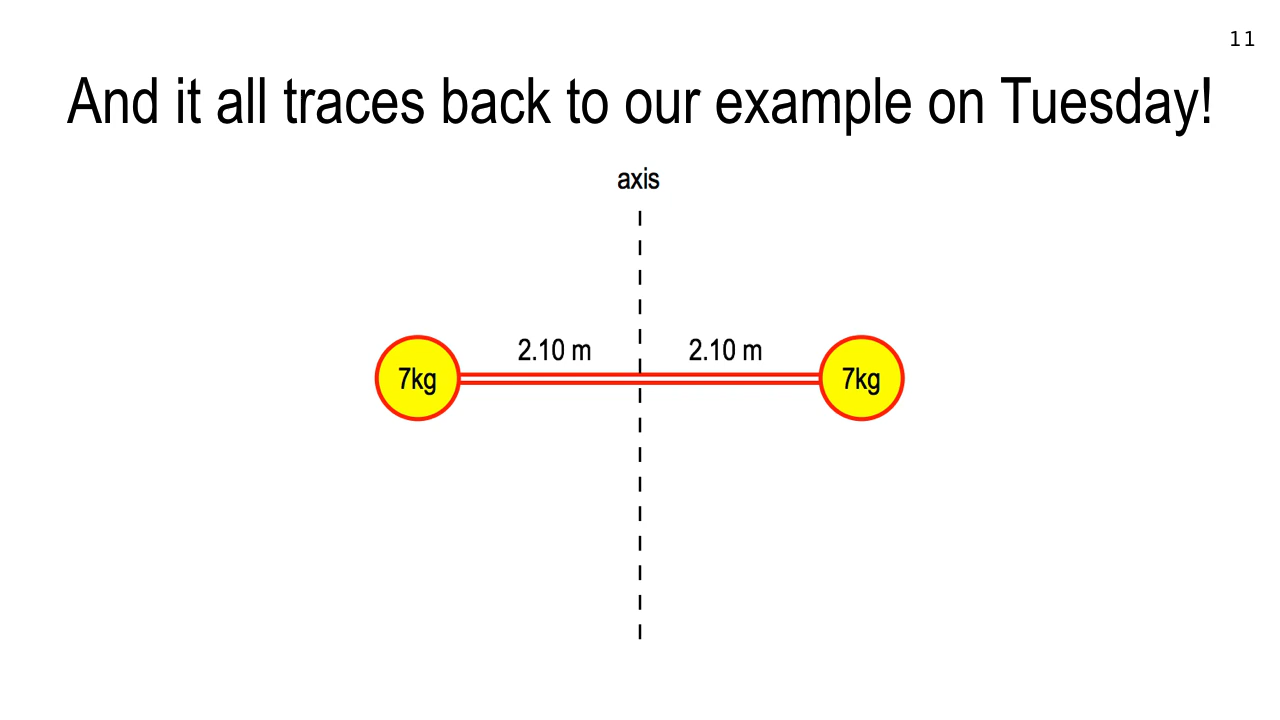 11
And it all traces back to our example on Tuesday!
axis
2.10 m 2.10 m
7kg 7kg